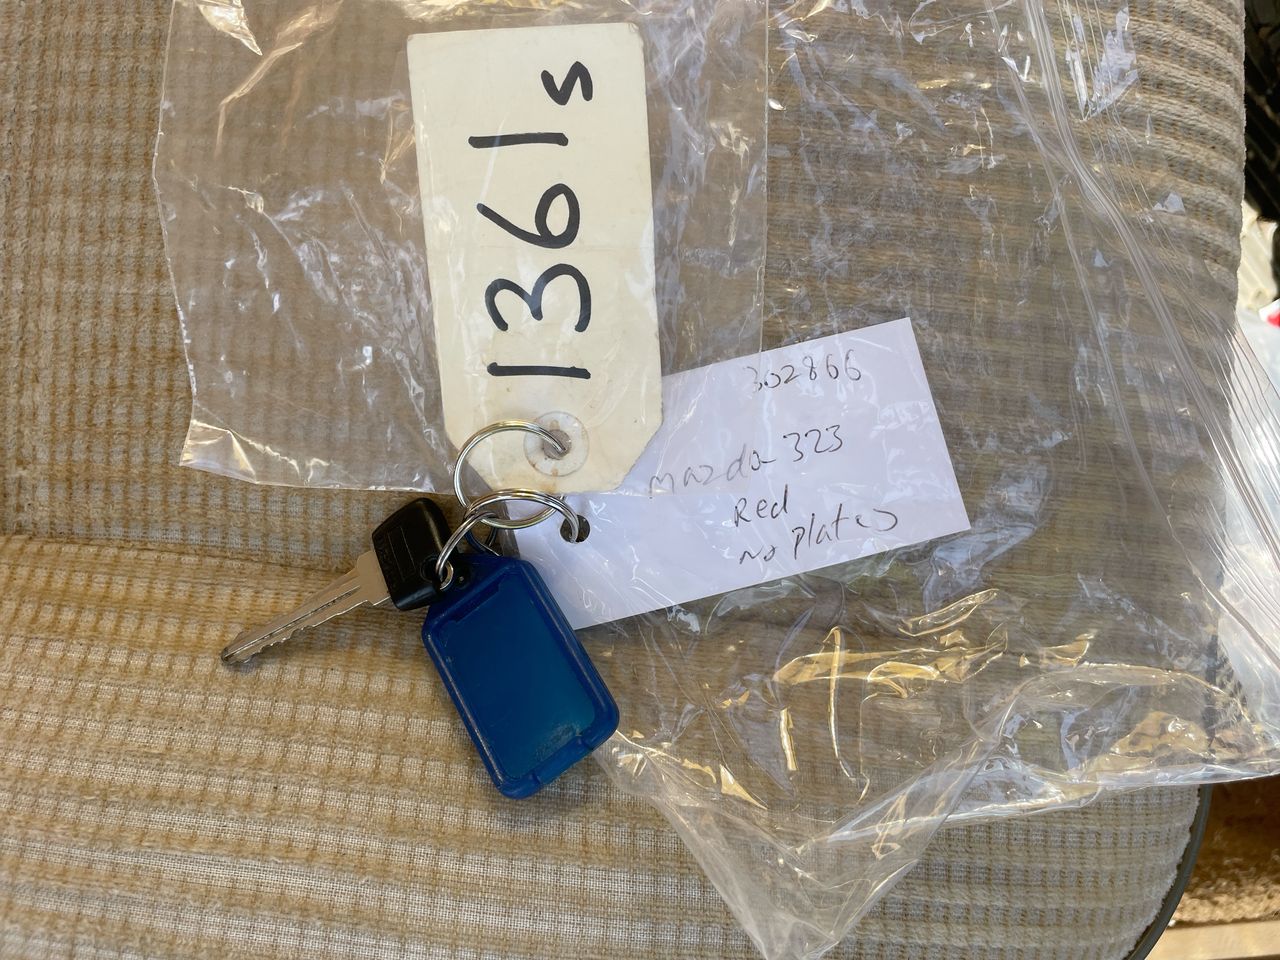 1361s
302866
Mazda 323
Red
No plates